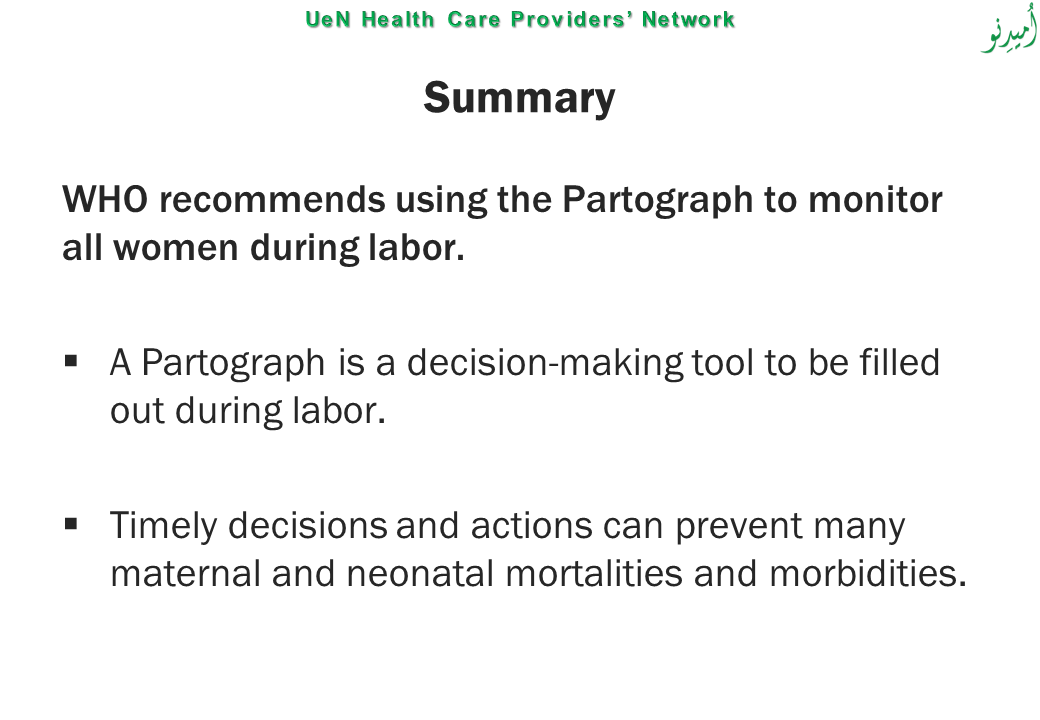 UeN Health Care Providers’ Network
أُمیدِنو
Summary
WHO recommends using the Partograph to monitor
all women during labor.
▪ A Partograph is a decision-making tool to be filled
out during labor.
▪ Timely decisions and actions can prevent many
maternal and neonatal mortalities and morbidities.